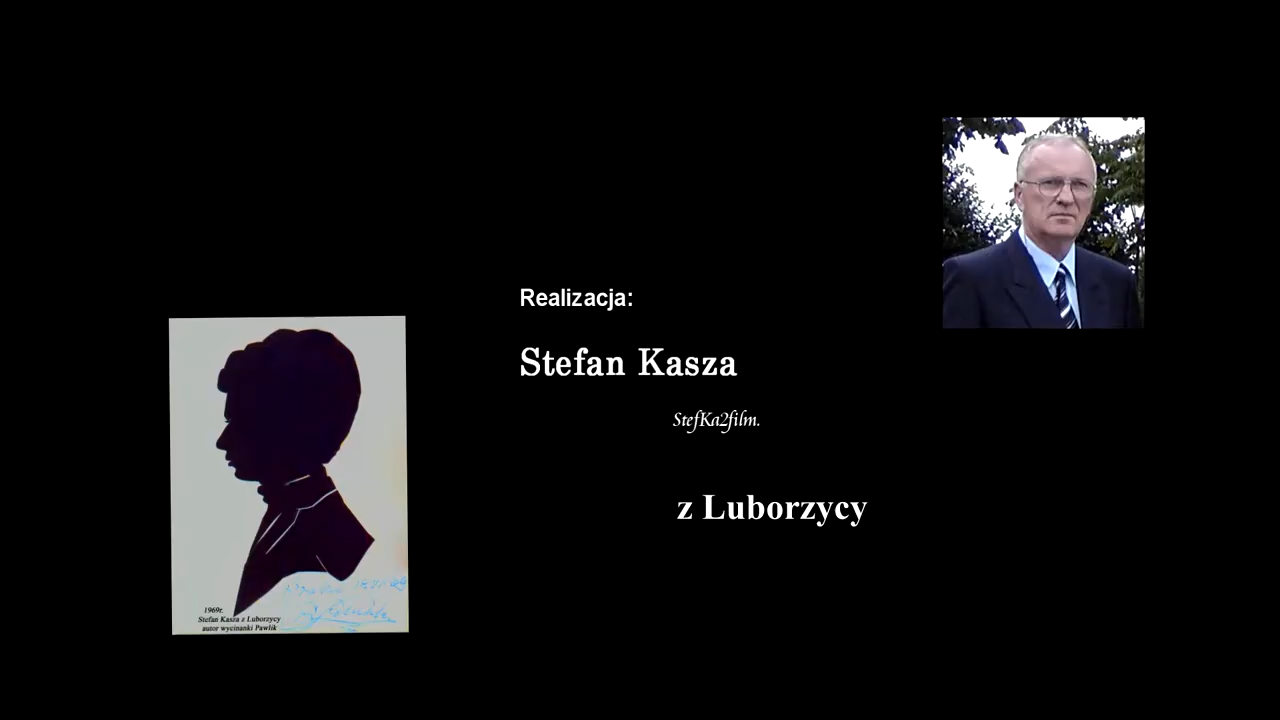 Realizacja:
Stefan Kasza
StefKa2film.
z Luborzycy
1969r.
Stefan Kasza z Luborzycy
autor wycinanki Pawlik